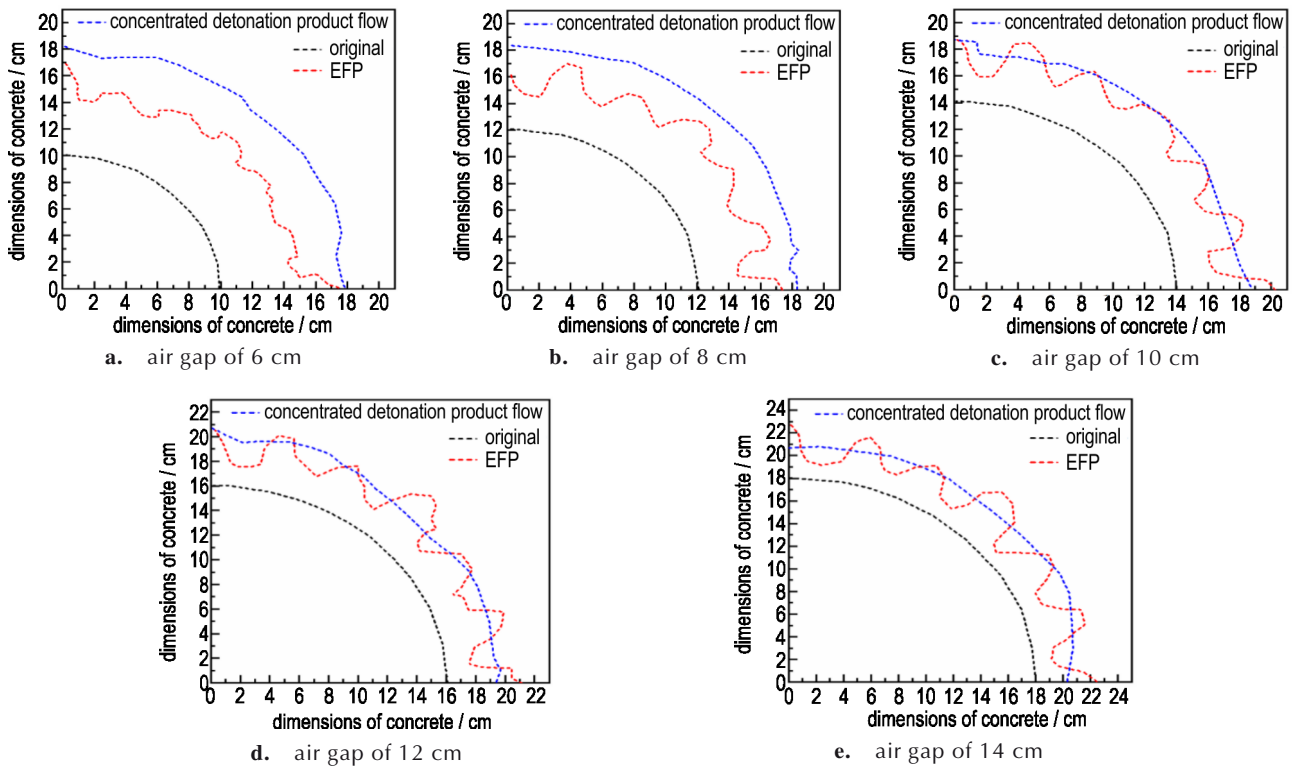 concentrated detonation product flow
original
EFP
dimensions of concrete / cm
20
18
16
14
12
10
8
6
4
2
0
0 2 4 6 8 10 12 14 16 18 20
dimensions of concrete / cm
a. air gap of 6 cm
concentrated detonation product flow
original
EFP
dimensions of concrete / cm
20
18
16
14
12
10
8
6
4
2
0
0 2 4 6 8 10 12 14 16 18 20
dimensions of concrete / cm
b. air gap of 8 cm
concentrated detonation product flow
original
EFP
dimensions of concrete / cm
20
18
16
14
12
10
8
6
4
2
0
0 2 4 6 8 10 12 14 16 18 20
dimensions of concrete / cm
c. air gap of 10 cm
concentrated detonation product flow
original
EFP
dimensions of concrete / cm
22
20
18
16
14
12
10
8
6
4
2
0
0 2 4 6 8 10 12 14 16 18 20 22
dimensions of concrete / cm
d. air gap of 12 cm
concentrated detonation product flow
original
EFP
dimensions of concrete / cm
24
22
20
18
16
14
12
10
8
6
4
2
0
0 2 4 6 8 10 12 14 16 18 20 22 24
dimensions of concrete / cm
e. air gap of 14 cm